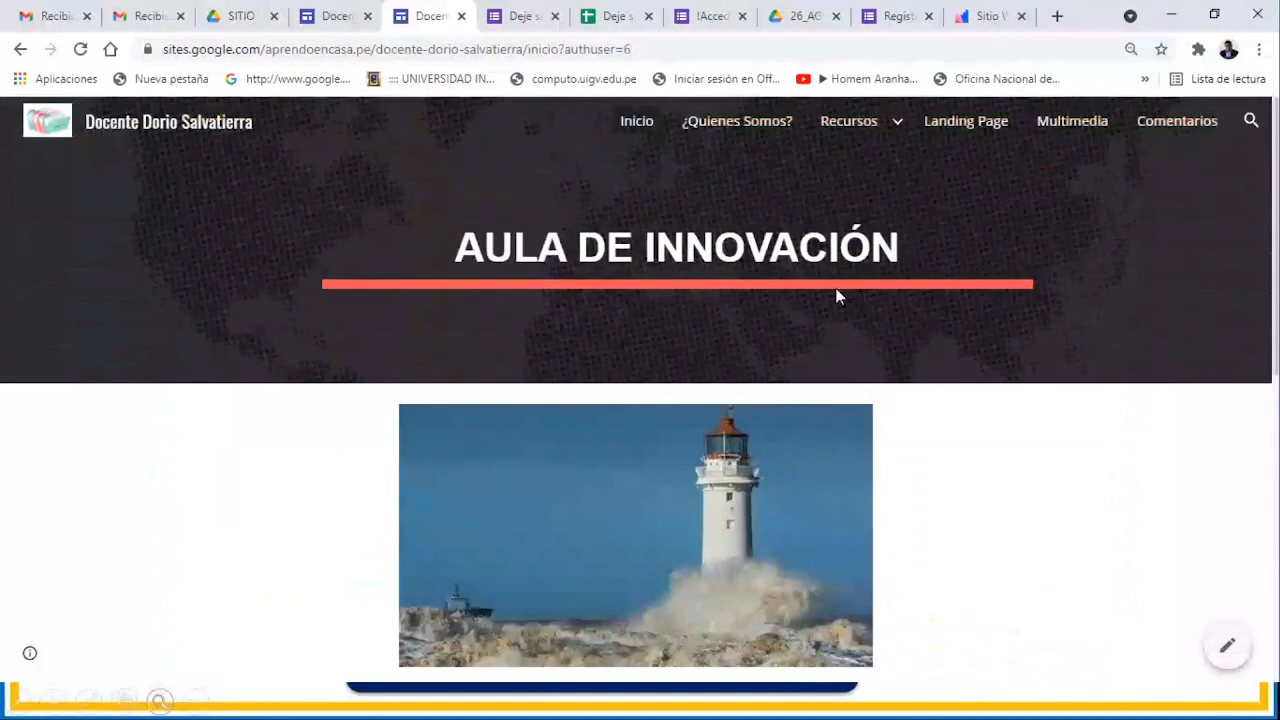 Recibi
Recibi
SITIO
Docen
Docen
Deje s
Deje s
!Acced
26_AG
Regist
Sitio V
sites.google.com/aprendoencasa.pe/docente-dorio-salvatierra/inicio?authuser=6
Aplicaciones
Nueva pestaña
http://www.google....
:::: UNIVERSIDAD IN...
computo.uigv.edu.pe
Iniciar sesión en Off...
▶ Homem Aranha...
Oficina Nacional de...
»
Lista de lectura
Docente Dorio Salvatierra
Inicio
¿Quienes Somos?
Recursos
Landing Page
Multimedia
Comentarios
AULA DE INNOVACIÓN